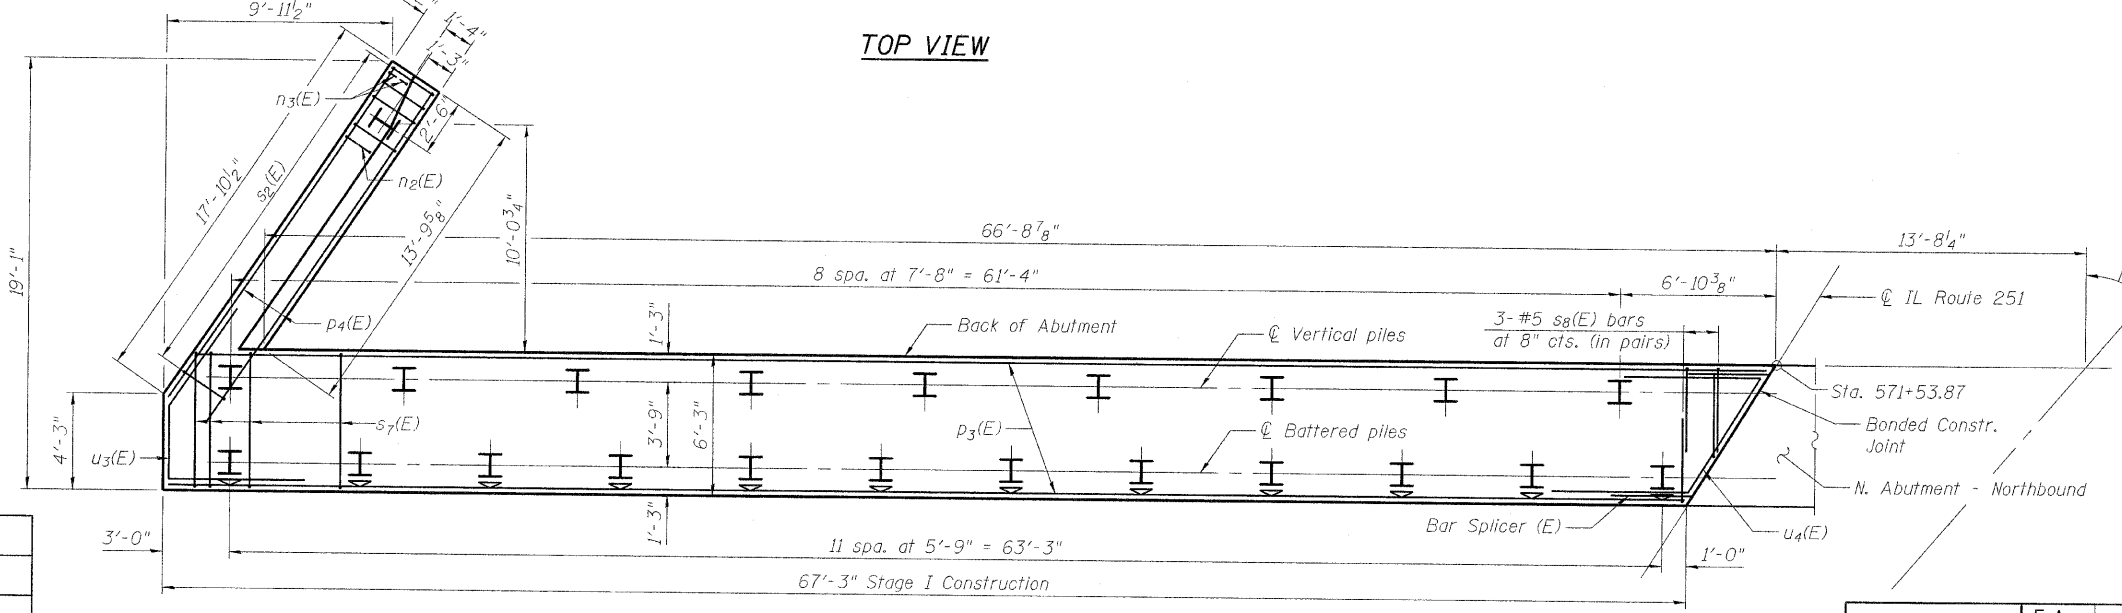 9'-11½"
1'-4"
1'-3"
TOP VIEW
n3(E)
2'-6"
17'-10½"
s2(E)
n2(E)
13'-9⅝"
10'-0¾"
19'-1"
66'-8⅞"
13'-8¼"
8 spa. at 7'-8" = 61'-4"
6'-10⅜"
℄ IL Route 251
p4(E)
1'-3"
Back of Abutment
℄ Vertical piles
3-#5 s8(E) bars
at 8" cts. (in pairs)
Sta. 571+53.87
Bonded Constr.
Joint
4'-3"
s7(E)
3'-9"
6'-3"
p3(E)
℄ Battered piles
u3(E)
N. Abutment - Northbound
Bar Splicer (E)
u4(E)
3'-0"
1'-3"
11 spa. at 5'-9" = 63'-3"
1'-0"
67'-3" Stage I Construction